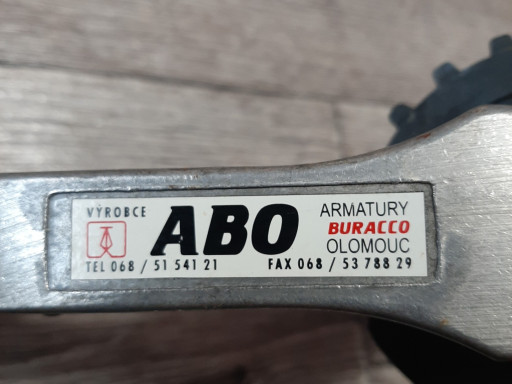 VÝROBCE
ABO
ARMATURY
BURACCO
OLOMOUC
TEL 068 / 51 541 21 FAX 068 / 53 788 29